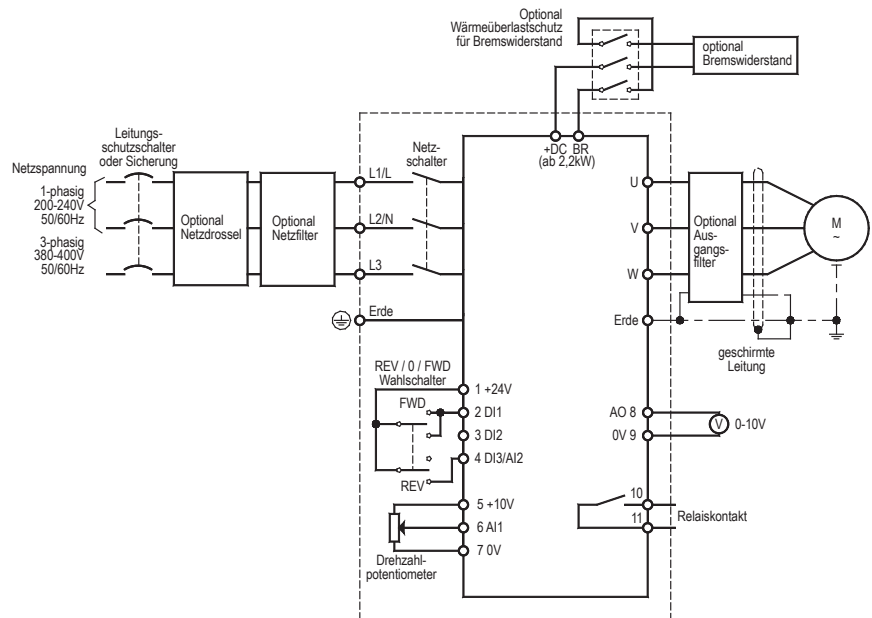 Optional
Wärmeüberlastschutz
für Bremswiderstand
optional
Bremswiderstand
+DC BR
(ab 2,2kW)
Leitungs-
schutzschalter
oder Sicherung
Netzspannung
1-phasig
200-240V
50/60Hz
3-phasig
380-400V
50/60Hz
Optional
Netzdrossel
Optional
Netzfilter
Netz-
schalter
L1/L
L2/N
L3
Erde
U
V
W
Erde
Optional
Aus-
gangs-
filter
M
~
geschirmte
Leitung
REV / 0 / FWD
Wahlschalter
FWD
REV
1 +24V
2 DI1
3 DI2
4 DI3/AI2
5 +10V
6 AI1
7 0V
Drehzahl-
potentiometer
AO 8
0V 9
V
0-10V
10
11
Relaiskontakt